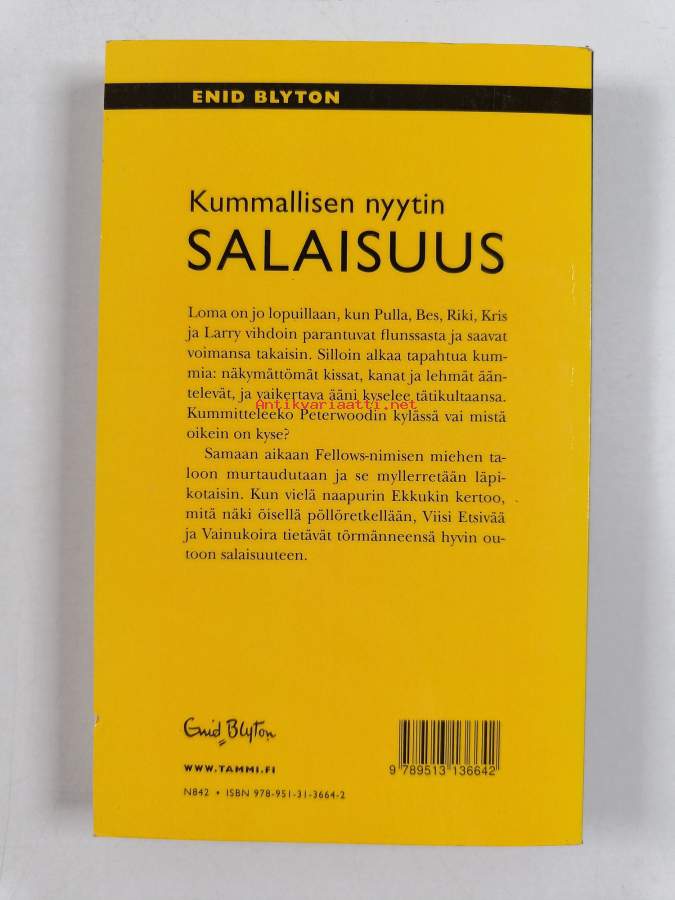 ENID BLYTON
Kummallisen nyytin
SALAISUUS
Loma on jo lopuillaan, kun Pulla, Bes, Riki, Kris
ja Larry vihdoin parantuvat flunssasta ja saavat
voimansa takaisin. Silloin alkaa tapahtua kum-
mia: näkymättömät kissat, kanat ja lehmät ään-
televät, ja vaikertava ääni kyselee tätikultaansa.
Antikvariaatti.net
Kummitteleeko Peterwoodin kylässä vai mistä
oikein on kyse?
Samaan aikaan Fellows-nimisen miehen ta-
loon murtaudutaan ja se myllerretään läpi-
kotaisin. Kun vielä naapurin Ekkukin kertoo,
mitä näki öisellä pöllöretkellään, Viisi Etsivää
ja Vainukoira tietävät törmänneensä hyvin ou-
toon salaisuuteen.
Enid Blyton
WWW.TAMMI.FI
N842 • ISBN 978-951-31-3664-2
9 789513 136642